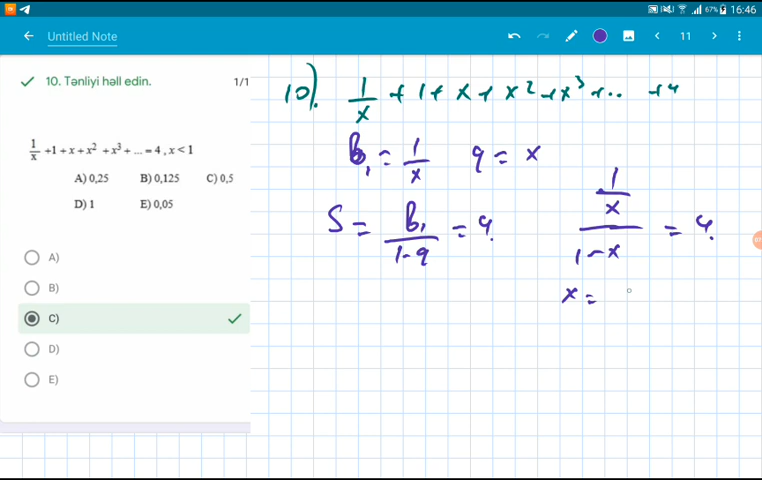 67% 16:46
Untitled Note
11
10. Tənliyi həll edin. 1/1
1/x +1+x+x² +x³ +... = 4 , x < 1
A) 0,25 B) 0,125 C) 0,5
D) 1 E) 0,05
A)
B)
C)
D)
E)
10). 1/x + 1 + x + x² + x³ + .. = 4
b₁ = 1/x q = x
S = b₁/(1-q) = 4. (1/x)/(1-x) = 4.
x =